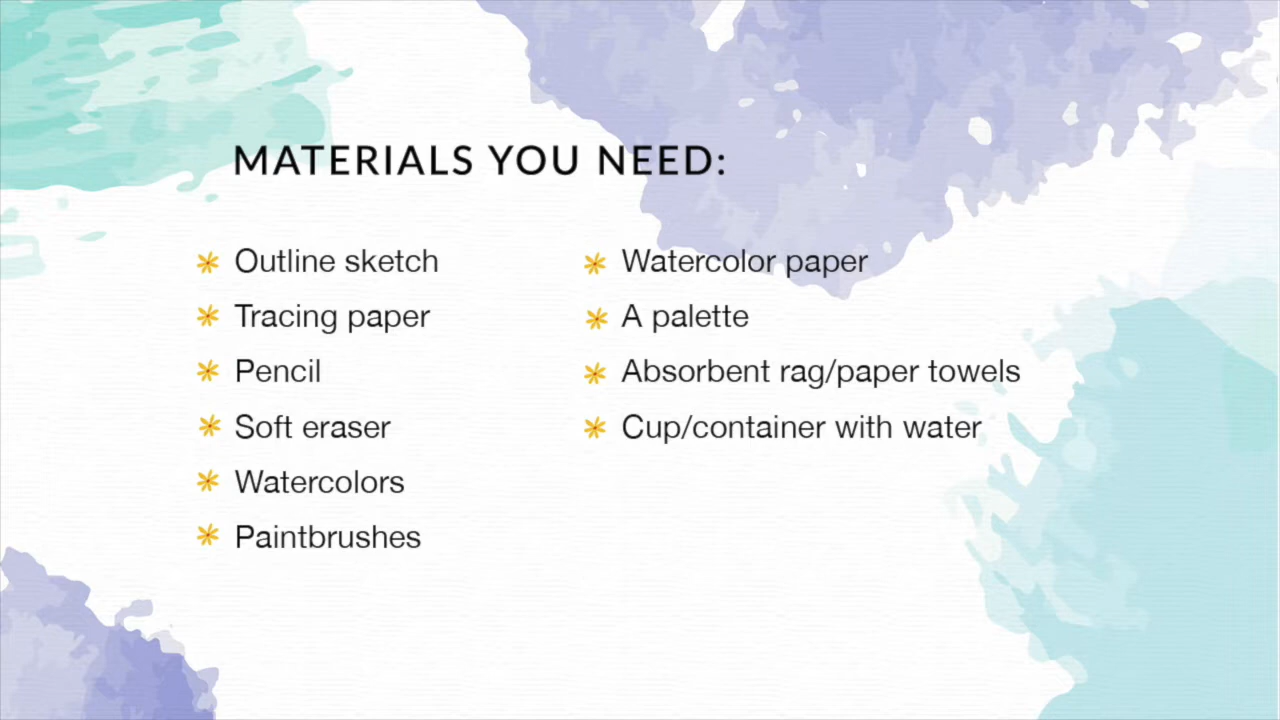 MATERIALS YOU NEED:
Outline sketch
Tracing paper
Pencil
Soft eraser
Watercolors
Paintbrushes
Watercolor paper
A palette
Absorbent rag/paper towels
Cup/container with water